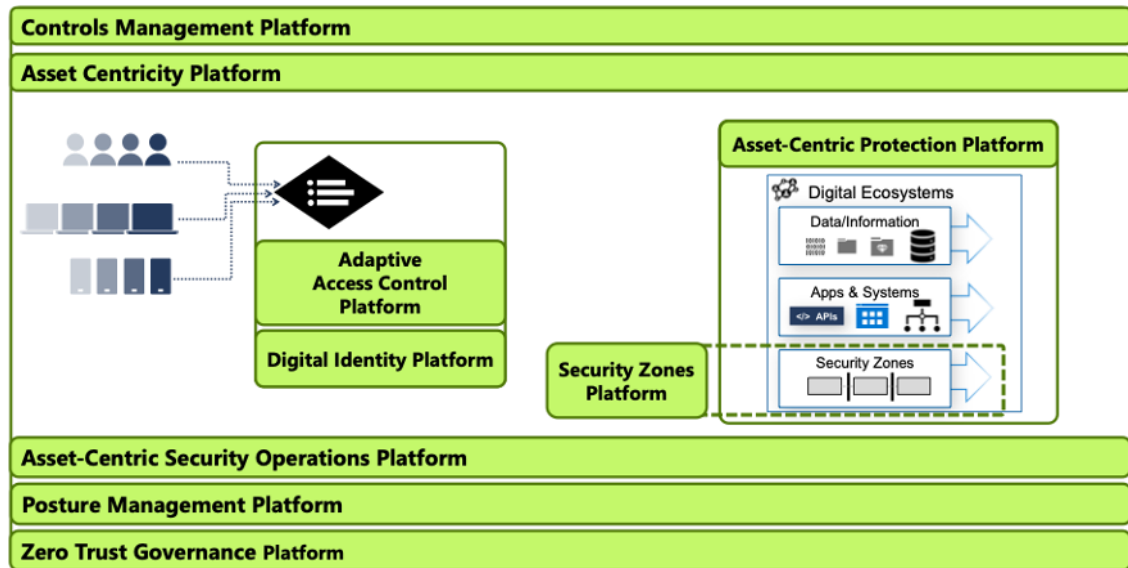 Controls Management Platform
Asset Centricity Platform
Adaptive
Access Control
Platform
Digital Identity Platform
Security Zones
Platform
Asset-Centric Protection Platform
Digital Ecosystems
Data/Information
Apps & Systems
</> APIs
Security Zones
Asset-Centric Security Operations Platform
Posture Management Platform
Zero Trust Governance Platform